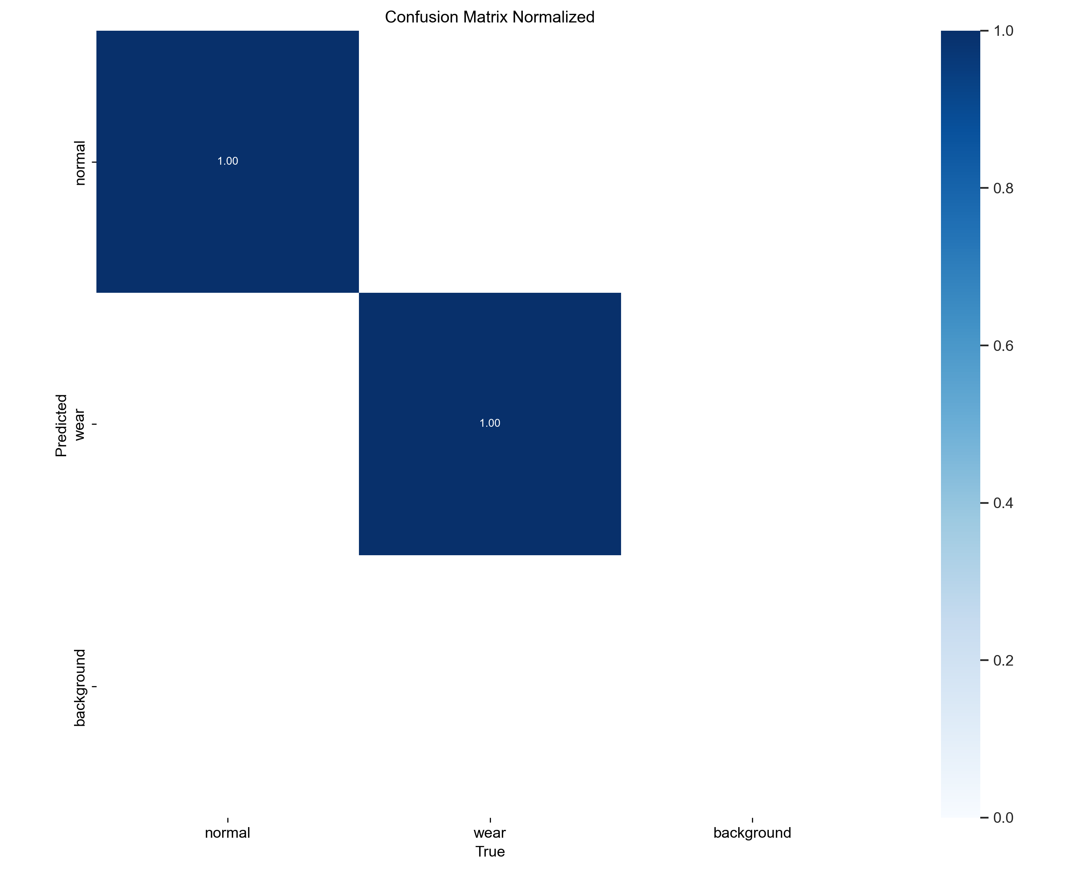 Confusion Matrix Normalized
1.0
normal
1.00
0.8
0.6
Predicted
wear
1.00
0.4
background
0.2
0.0
normal
wear
background
True